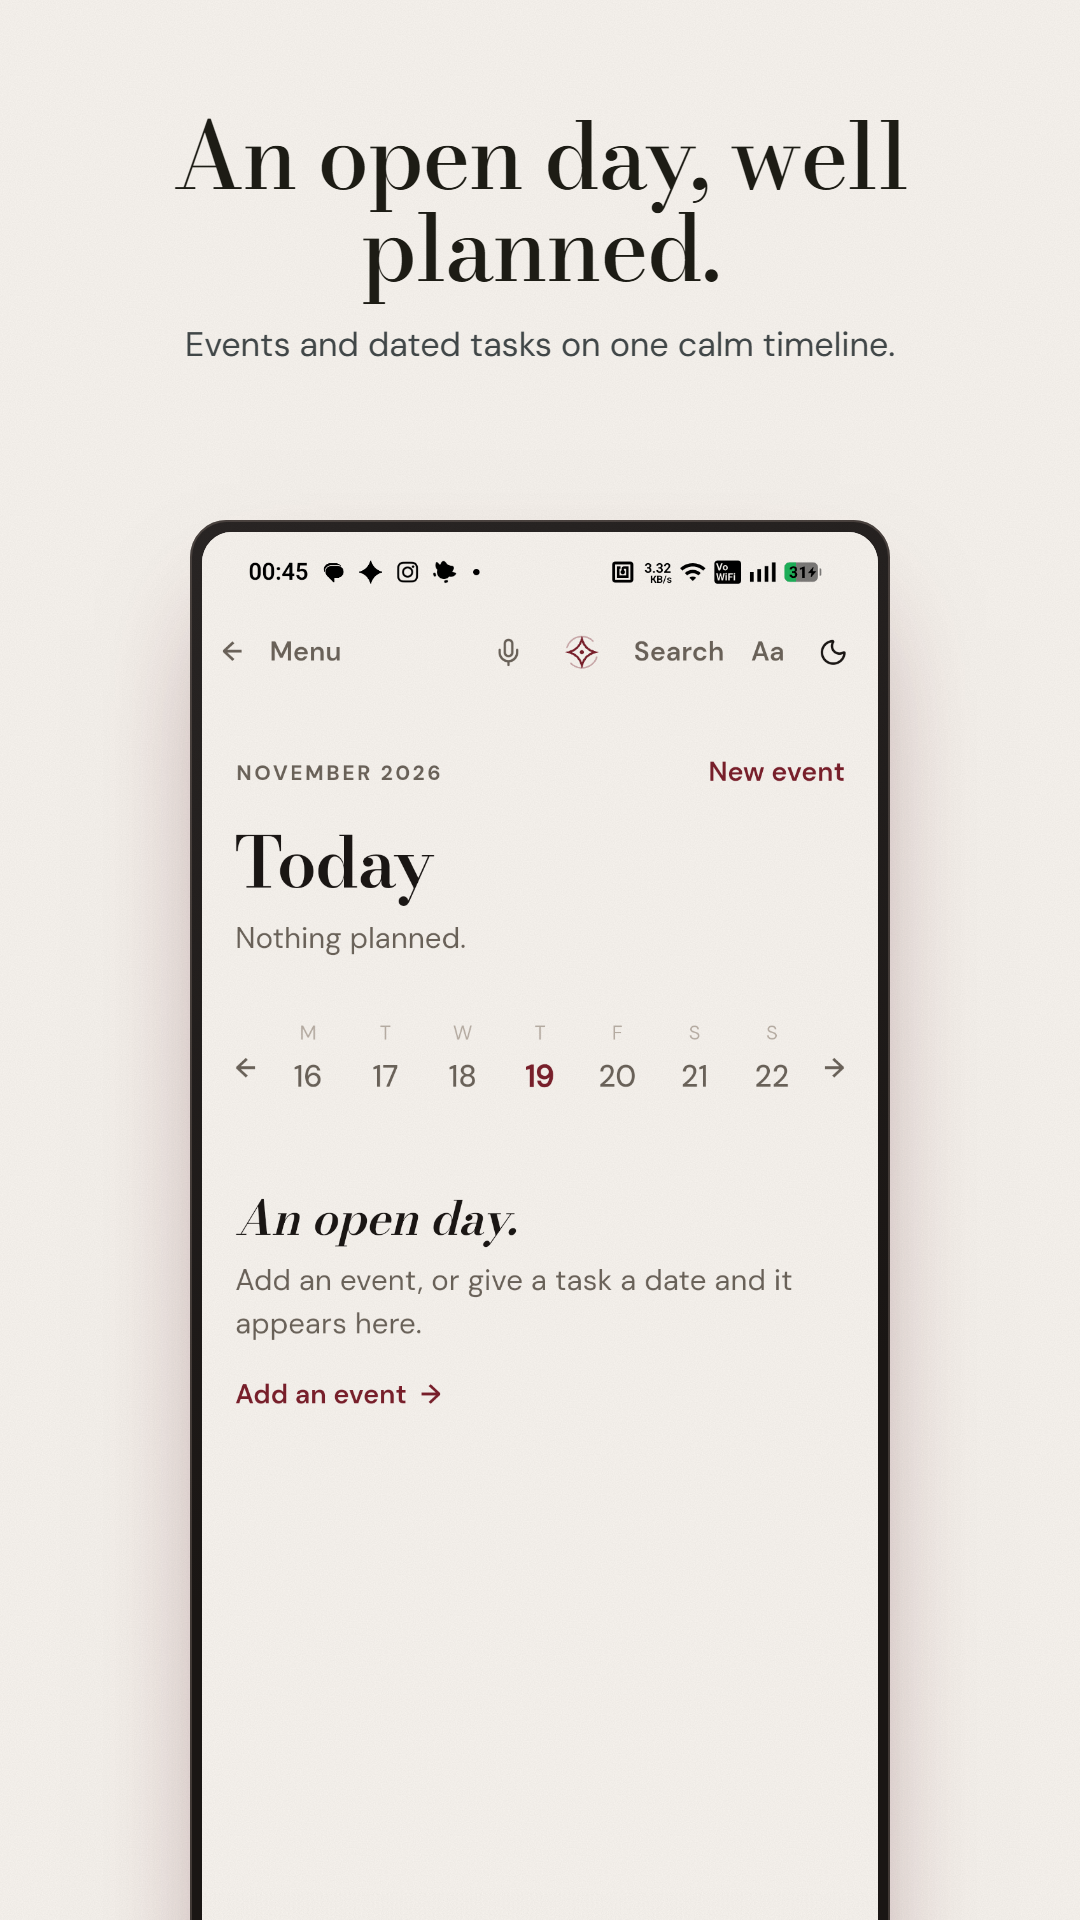 An open day, well
planned.
Events and dated tasks on one calm timeline.
00:45
3.32
KB/s
Vo
WiFi
31
Menu
Search
Aa
NOVEMBER 2026
New event
Today
Nothing planned.
M T W T F S S
16 17 18 19 20 21 22
An open day.
Add an event, or give a task a date and it
appears here.
Add an event →